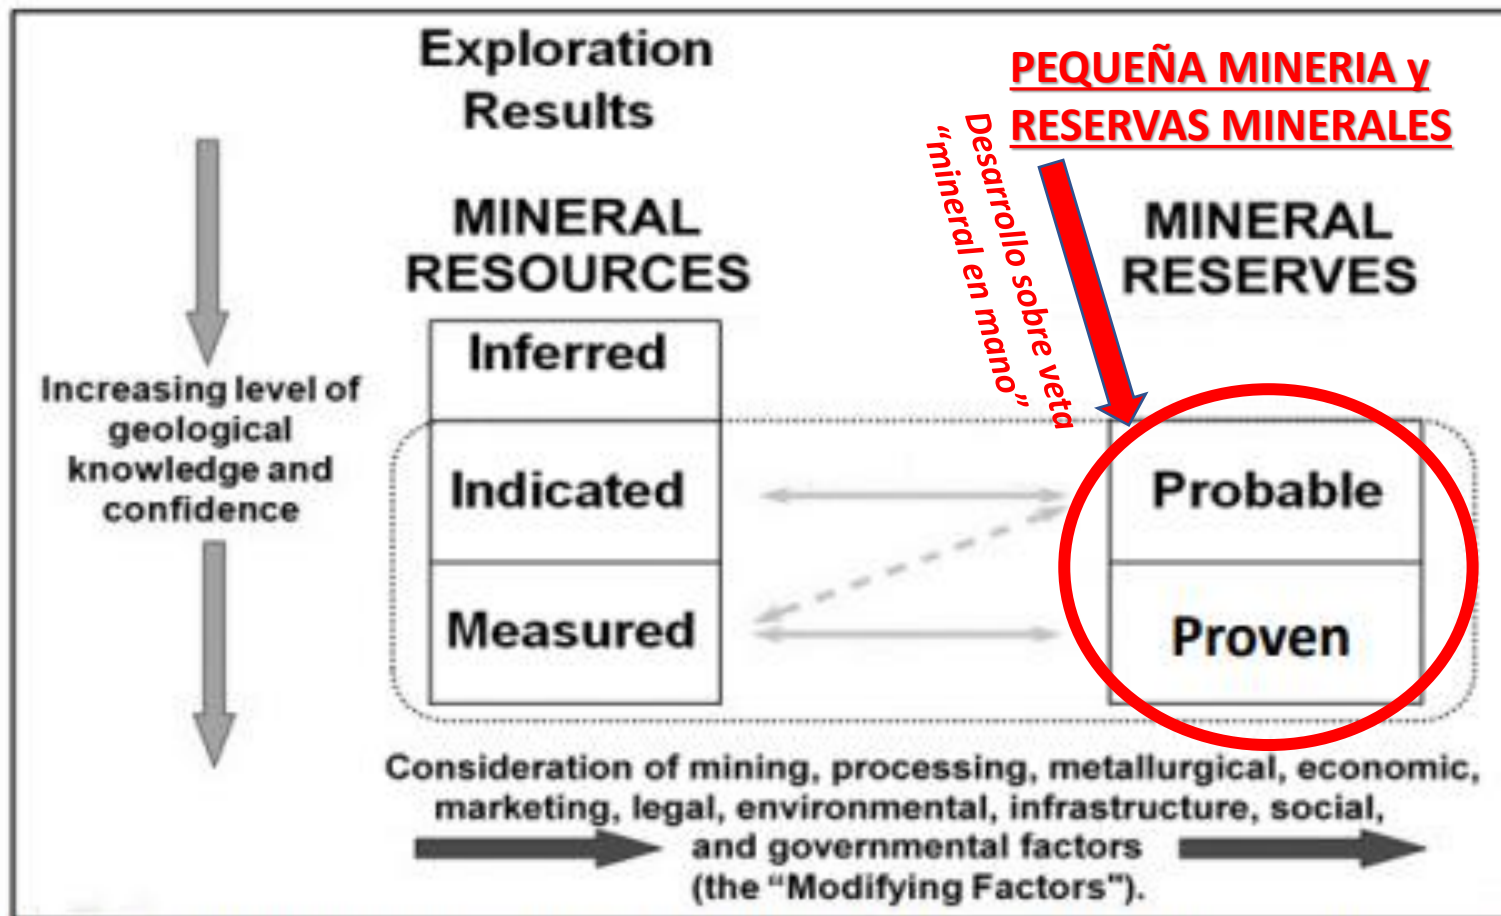 Exploration
Results
PEQUEÑA MINERIA y
RESERVAS MINERALES
Desarrollo sobre veta
“mineral en mano”
MINERAL
RESOURCES
MINERAL
RESERVES
Inferred
Increasing level of
geological
knowledge and
confidence
Indicated
Probable
Measured
Proven
Consideration of mining, processing, metallurgical, economic,
marketing, legal, environmental, infrastructure, social,
and governmental factors
(the “Modifying Factors").